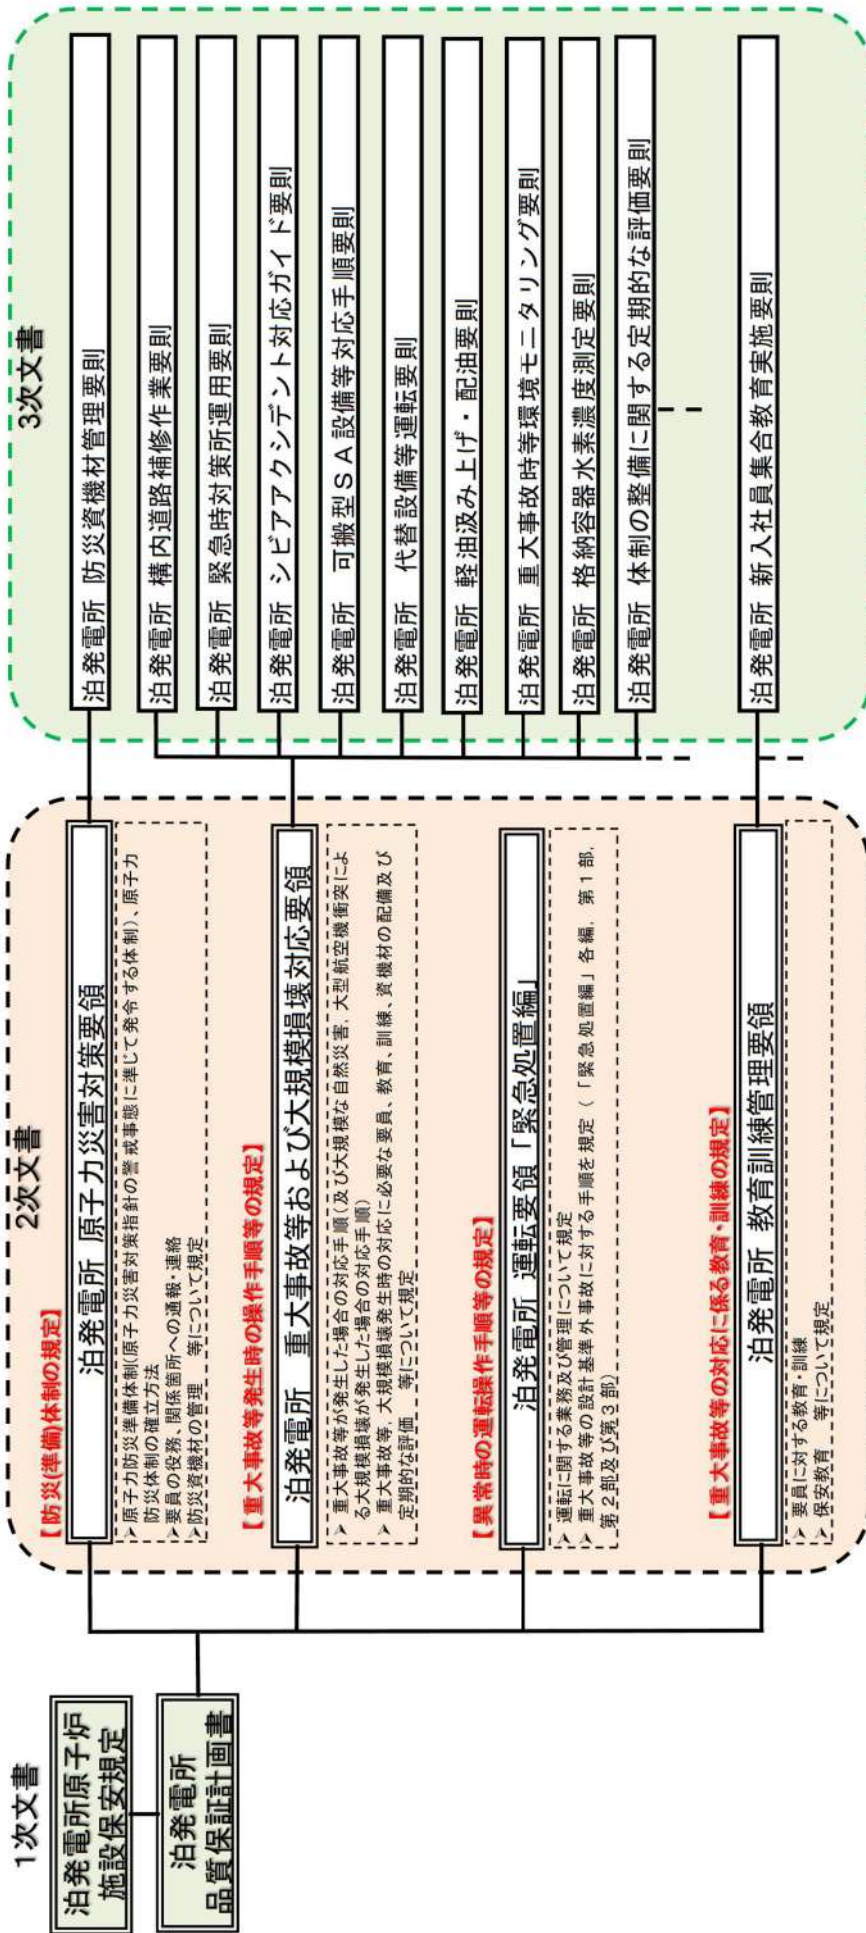 1次文書
泊発電所原子炉
施設保安規定
泊発電所
品質保証計画書
2次文書
【防災(準備)体制の規定】
泊発電所 原子力災害対策要領
➢ 原子力防災準備体制(原子力災害対策指針の警戒事態に準じて発令する体制)、原子力
防災体制の確立方法
➢ 要員の役務、関係箇所への通報・連絡
➢ 防災資機材の管理 等について規定
【重大事故等発生時の操作手順等の規定】
泊発電所 重大事故等および大規模損壊対応要領
➢ 重大事故等が発生した場合の対応手順(及び大規模な自然災害，大型航空機衝突によ
る大規模損壊が発生した場合の対応手順)
➢ 重大事故等，大規模損壊発生時の対応に必要な要員、教育、訓練、資機材の配備及び
定期的な評価 等について規定
【異常時の運転操作手順等の規定】
泊発電所 運転要領「緊急処置編」
➢ 運転に関する業務及び管理について規定
➢ 重大事故等の設計基準外事故に対する手順を規定（「緊急処置編」各編，第１部，
第２部及び第３部）
【重大事故等の対応に係る教育・訓練の規定】
泊発電所 教育訓練管理要領
➢ 要員に対する教育・訓練
➢ 保安教育 等について規定
3次文書
泊発電所 防災資機材管理要則
泊発電所 構内道路補修作業要則
泊発電所 緊急時対策所運用要則
泊発電所 シビアアクシデント対応ガイド要則
泊発電所 可搬型ＳＡ設備等対応手順要則
泊発電所 代替設備等運転要則
泊発電所 軽油汲み上げ・配油要則
泊発電所 重大事故時等環境モニタリング要則
泊発電所 格納容器水素濃度測定要則
泊発電所 体制の整備に関する定期的な評価要則
泊発電所 新入社員集合教育実施要則